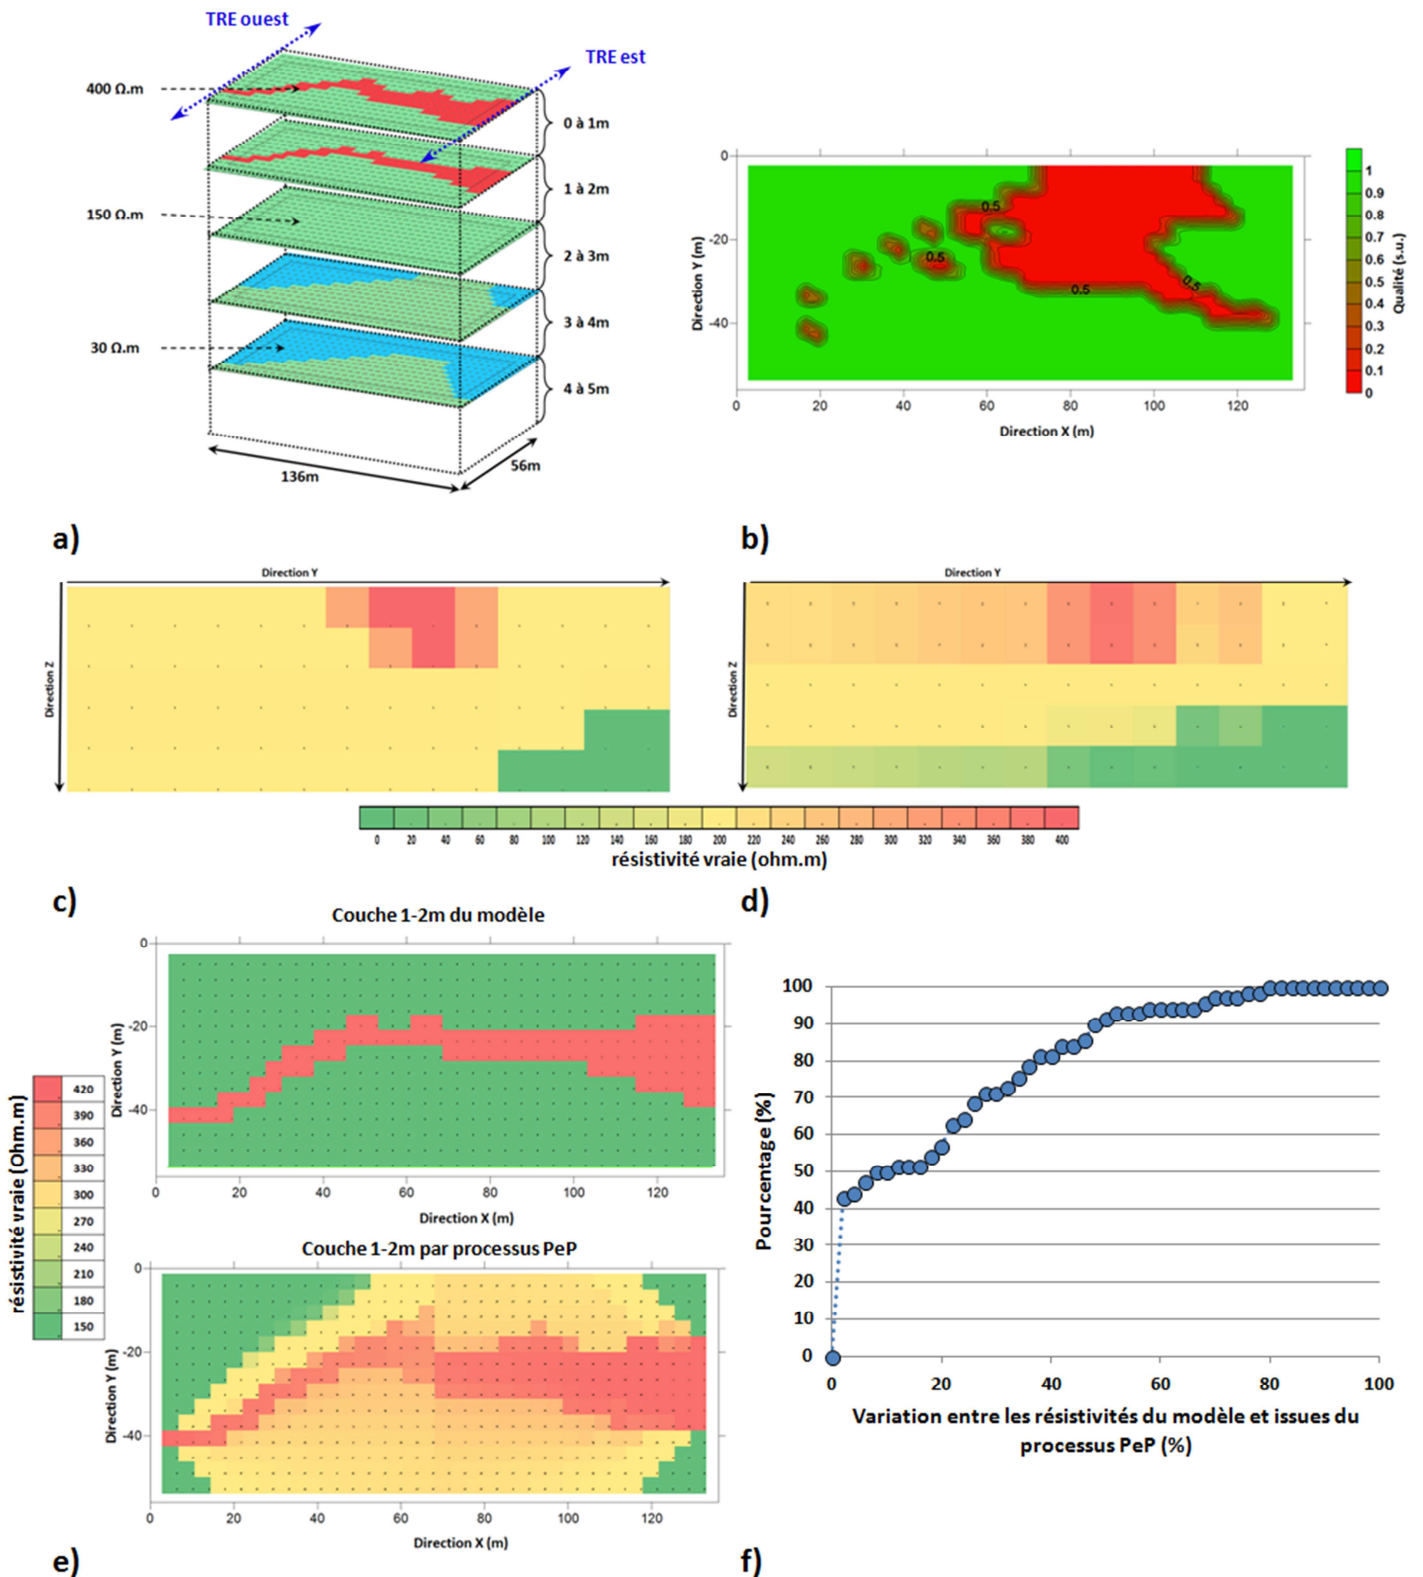 TRE ouest
TRE est
400 Ω.m
0 à 1m
1 à 2m
150 Ω.m
2 à 3m
3 à 4m
30 Ω.m
4 à 5m
136m
56m
a)
0
-20
-40
Direction Y (m)
0.5
0.5
0.5
0.5
0 20 40 60 80 100 120
Direction X (m)
1
0.9
0.8
0.7
0.6
0.5
0.4
0.3
0.2
0.1
0
Qualité (s.u.)
b)
Direction Y
Direction Z
Direction Y
Direction Z
0 20 40 60 80 100 120 140 160 180 200 220 240 260 280 300 320 340 360 380 400
résistivité vraie (ohm.m)
c)
d)
Couche 1-2m du modèle
0
-20
-40
Direction Y (m)
0 20 40 60 80 100 120
Direction X (m)
résistivité vraie (Ohm.m)
420
390
360
330
300
270
240
210
180
150
Couche 1-2m par processus PeP
0
-20
-40
Direction Y (m)
0 20 40 60 80 100 120
Direction X (m)
e)
100
90
80
70
60
50
40
30
20
10
0
Pourcentage (%)
0 20 40 60 80 100
Variation entre les résistivités du modèle et issues du
processus PeP (%)
f)